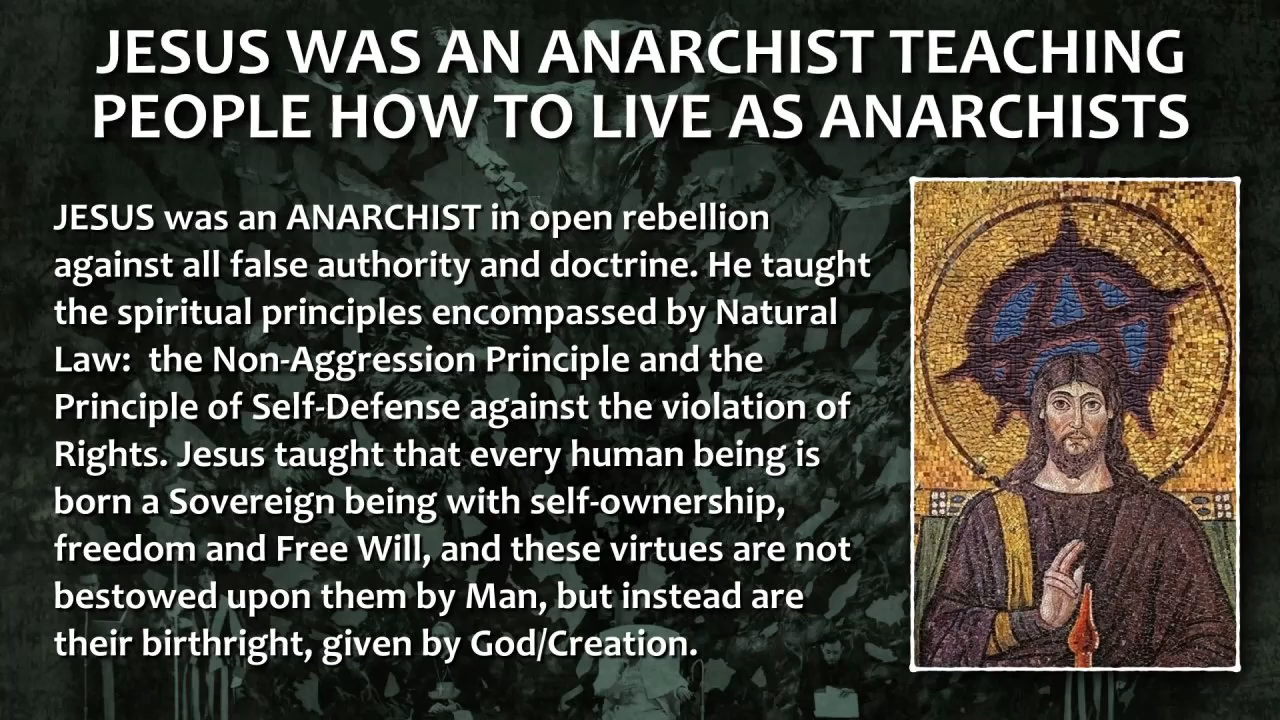 JESUS WAS AN ANARCHIST TEACHING
PEOPLE HOW TO LIVE AS ANARCHISTS
JESUS was an ANARCHIST in open rebellion
against all false authority and doctrine. He taught
the spiritual principles encompassed by Natural
Law:  the Non-Aggression Principle and the
Principle of Self-Defense against the violation of
Rights. Jesus taught that every human being is
born a Sovereign being with self-ownership,
freedom and Free Will, and these virtues are not
bestowed upon them by Man, but instead are
their birthright, given by God/Creation.